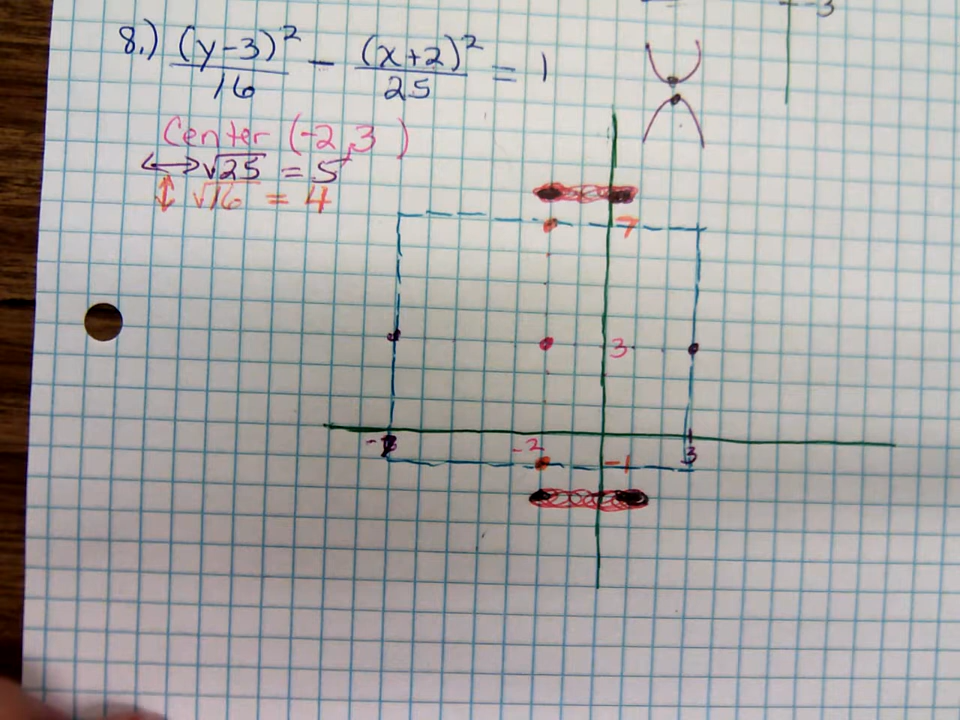 -3
8.) (y-3)²/16 - (x+2)²/25 = 1
Center (-2,3)
↔ √25 = 5
↕ √16 = 4
7
3
-2
3
-1